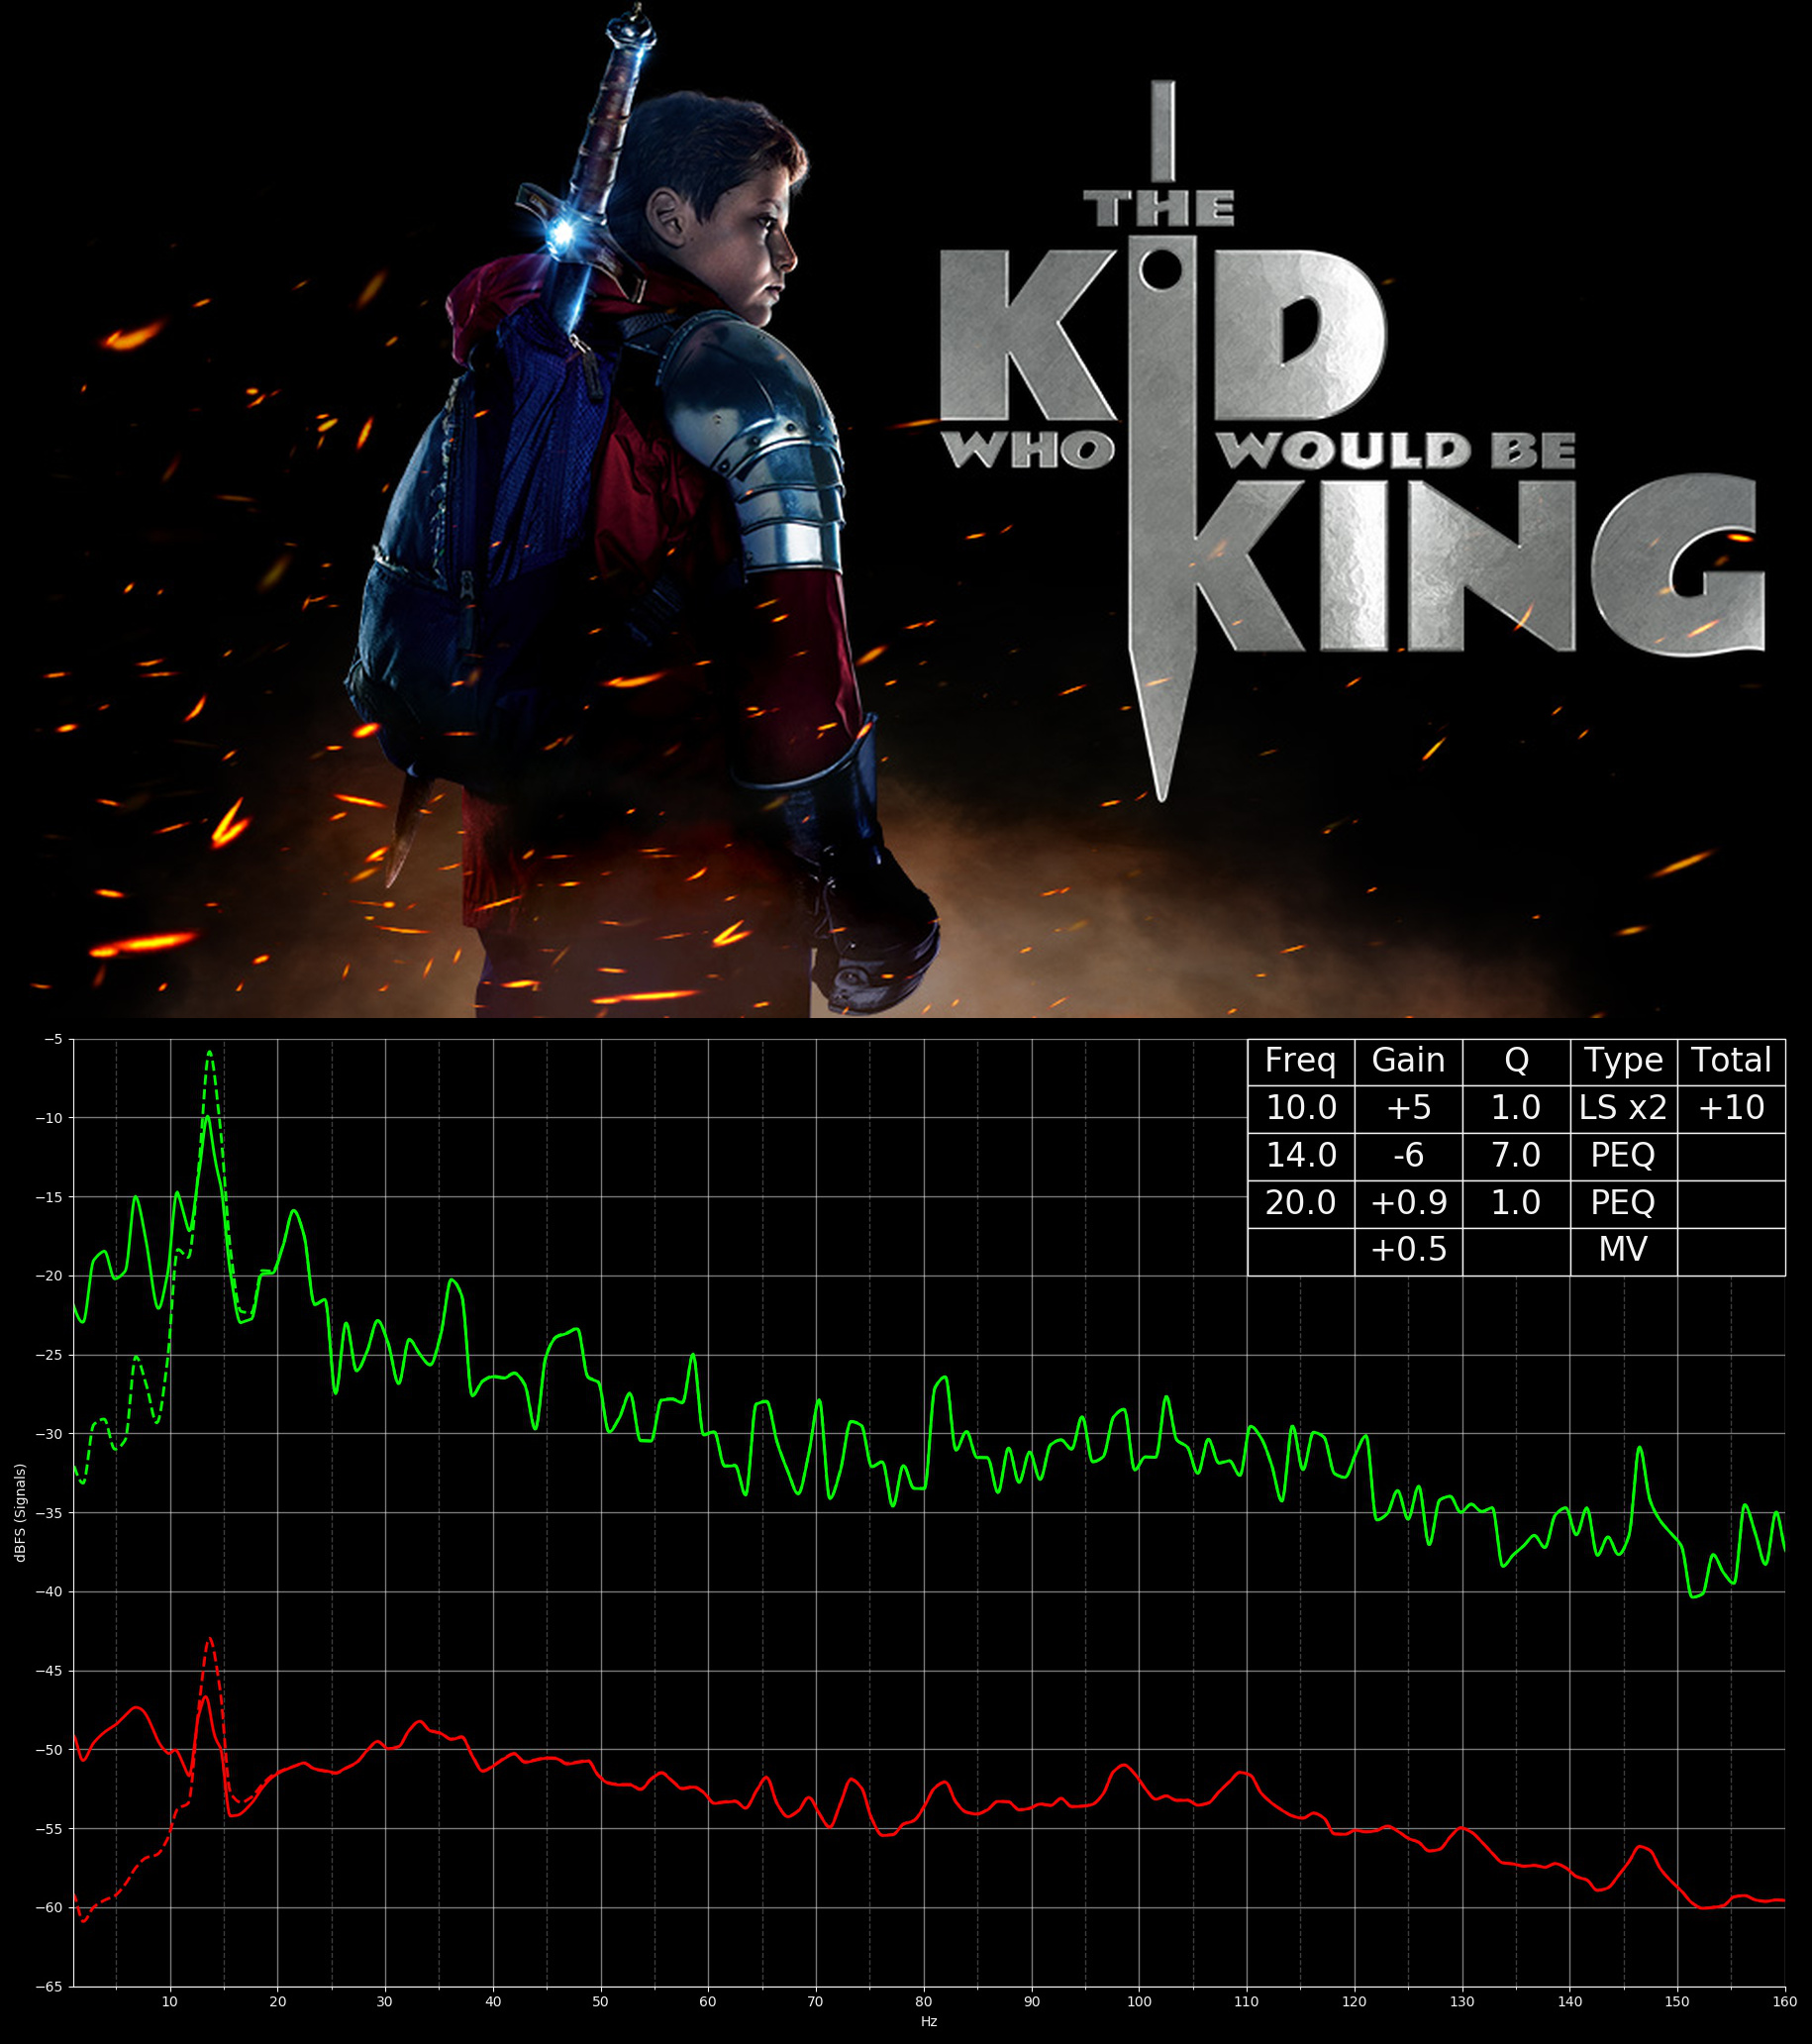 THE
KiD
WHO WOULD BE
KING
Freq Gain Q Type Total
10.0 +5 1.0 LS x2 +10
14.0 -6 7.0 PEQ
20.0 +0.9 1.0 PEQ
+0.5 MV
−5
−10
−15
−20
−25
−30
−35
−40
−45
−50
−55
−60
−65
dBFS (Signals)
10 20 30 40 50 60 70 80 90 100 110 120 130 140 150 160
Hz